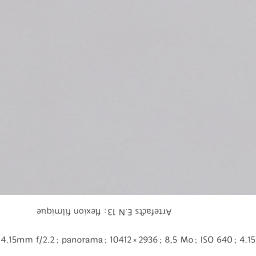 Artefacts E.N 13 : flexion filmique
4.15mm f/2.2 ; panorama ; 10412 × 2936 ; 8,5 Mo ; ISO 640 ; 4.15